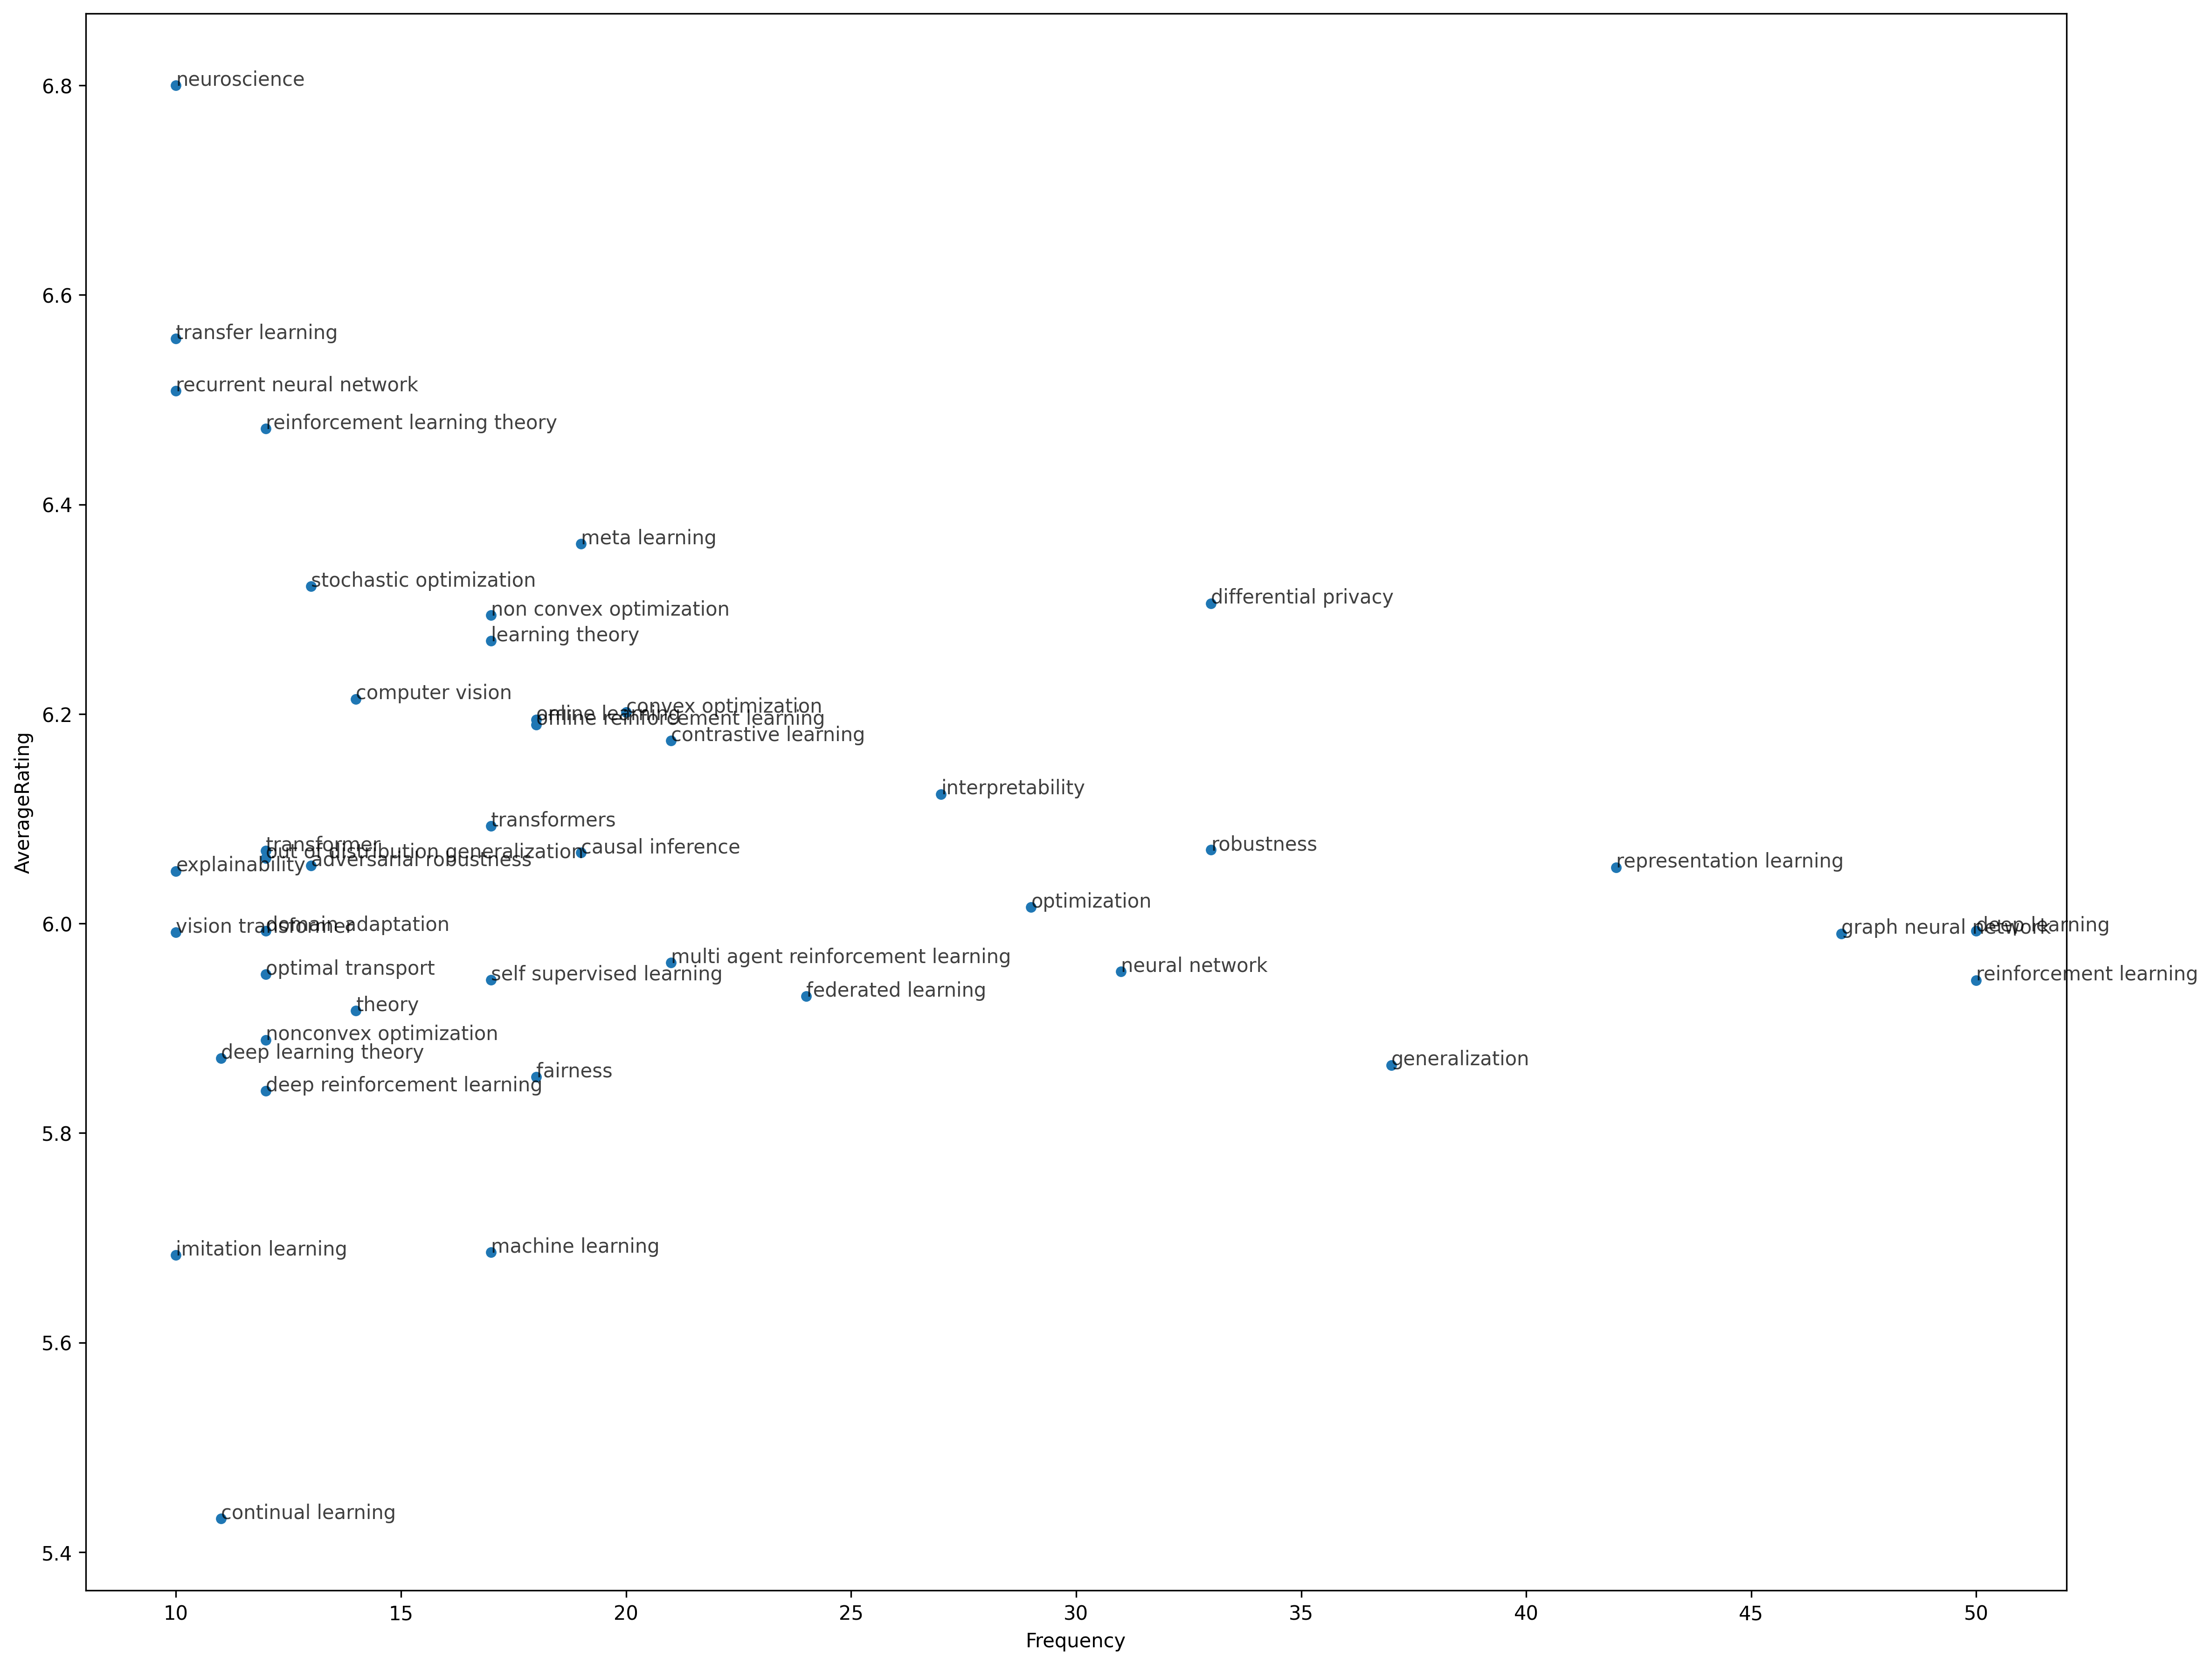 neuroscience
6.8
6.6
transfer learning
recurrent neural network
reinforcement learning theory
6.4
meta learning
stochastic optimization
differential privacy
non convex optimization
learning theory
computer vision
convex optimization
6.2
online learning
offline reinforcement learning
contrastive learning
interpretability
transformers
AverageRating
transformer
causal inference
robustness
out of distribution generalization
adversarial robustness
explainability
representation learning
optimization
6.0
vision transformer
domain adaptation
graph neural network
deep learning
optimal transport
multi agent reinforcement learning
neural network
self supervised learning
reinforcement learning
federated learning
theory
nonconvex optimization
deep learning theory
generalization
fairness
deep reinforcement learning
5.8
imitation learning
machine learning
5.6
continual learning
5.4
10 15 20 25 30 35 40 45 50
Frequency